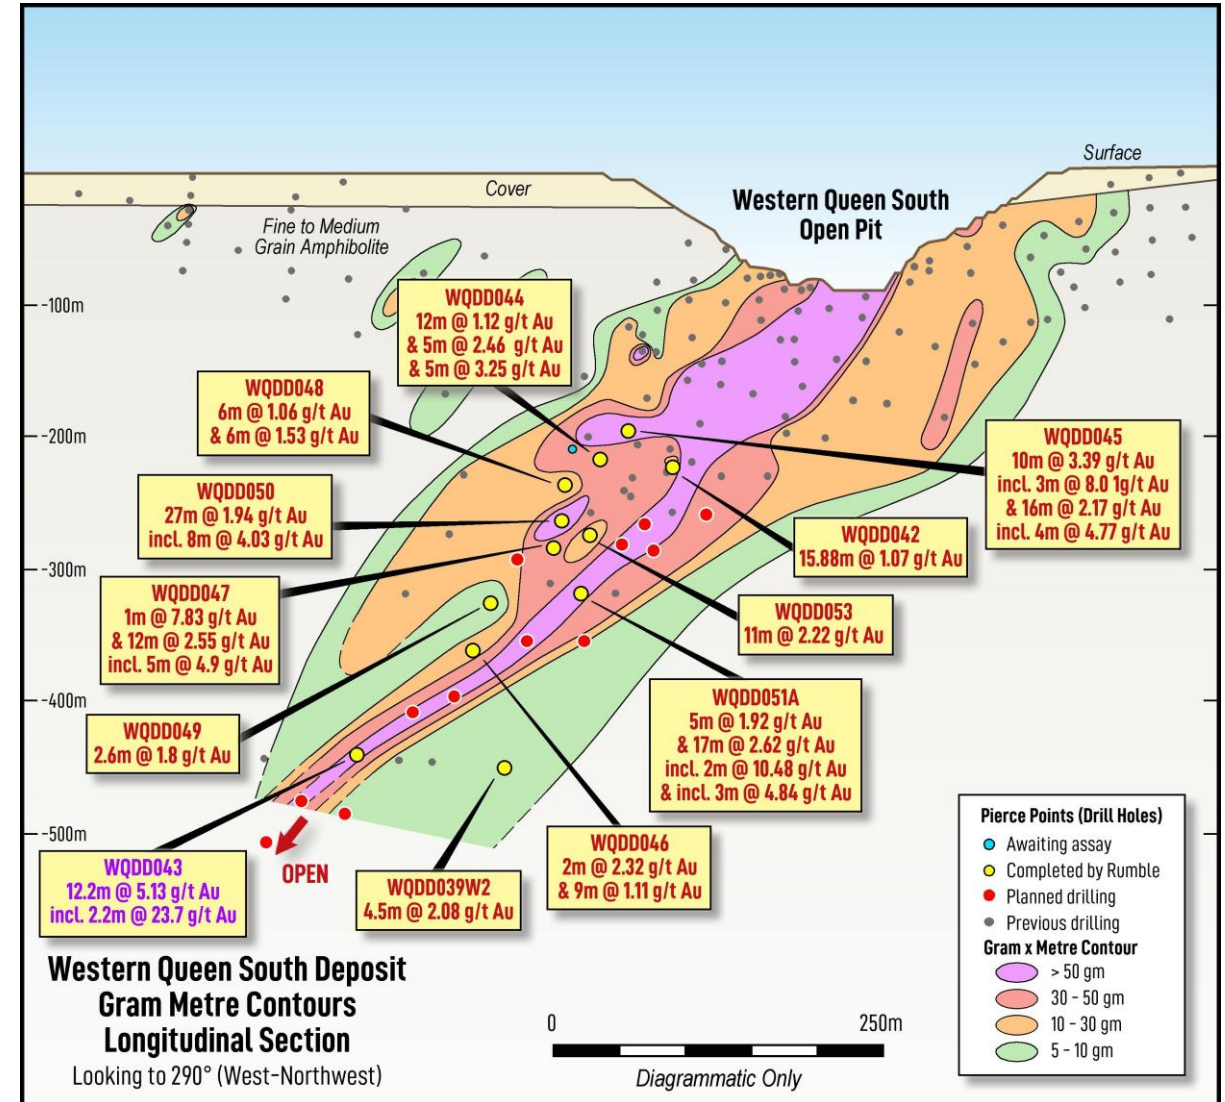 Surface
Cover
Western Queen South
Open Pit
Fine to Medium
Grain Amphibolite
-100m
WQDD044
12m @ 1.12 g/t Au
& 5m @ 2.46 g/t Au
& 5m @ 3.25 g/t Au
WQDD048
6m @ 1.06 g/t Au
& 6m @ 1.53 g/t Au
-200m
WQDD045
10m @ 3.39 g/t Au
incl. 3m @ 8.0 1g/t Au
& 16m @ 2.17 g/t Au
incl. 4m @ 4.77 g/t Au
WQDD050
27m @ 1.94 g/t Au
incl. 8m @ 4.03 g/t Au
WQDD042
15.88m @ 1.07 g/t Au
-300m
WQDD047
1m @ 7.83 g/t Au
& 12m @ 2.55 g/t Au
incl. 5m @ 4.9 g/t Au
WQDD053
11m @ 2.22 g/t Au
-400m
WQDD049
2.6m @ 1.8 g/t Au
WQDD051A
5m @ 1.92 g/t Au
& 17m @ 2.62 g/t Au
incl. 2m @ 10.48 g/t Au
& incl. 3m @ 4.84 g/t Au
-500m
OPEN
WQDD043
12.2m @ 5.13 g/t Au
incl. 2.2m @ 23.7 g/t Au
WQDD039W2
4.5m @ 2.08 g/t Au
WQDD046
2m @ 2.32 g/t Au
& 9m @ 1.11 g/t Au
Pierce Points (Drill Holes)
Awaiting assay
Completed by Rumble
Planned drilling
Previous drilling
Gram x Metre Contour
> 50 gm
30 - 50 gm
10 - 30 gm
5 - 10 gm
Western Queen South Deposit
Gram Metre Contours
Longitudinal Section
Looking to 290° (West-Northwest)
0 250m
Diagrammatic Only